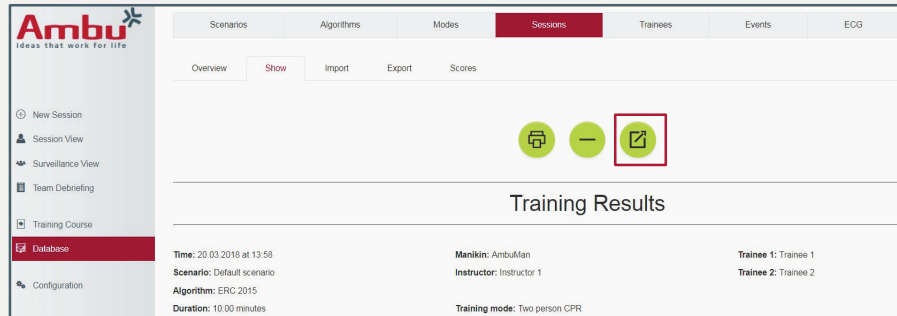 Ambu
Ideas that work for life
Scenarios Algorithms Modes Sessions Trainees Events ECG
Overview Show Import Export Scores
New Session
Session View
Surveillance View
Team Debriefing
Training Course
Database
Configuration
Training Results
Time: 20.03.2018 at 13:58 Manikin: AmbuMan Trainee 1: Trainee 1
Scenario: Default scenario Instructor: Instructor 1 Trainee 2: Trainee 2
Algorithm: ERC 2015
Duration: 10:00 minutes Training mode: Two person CPR